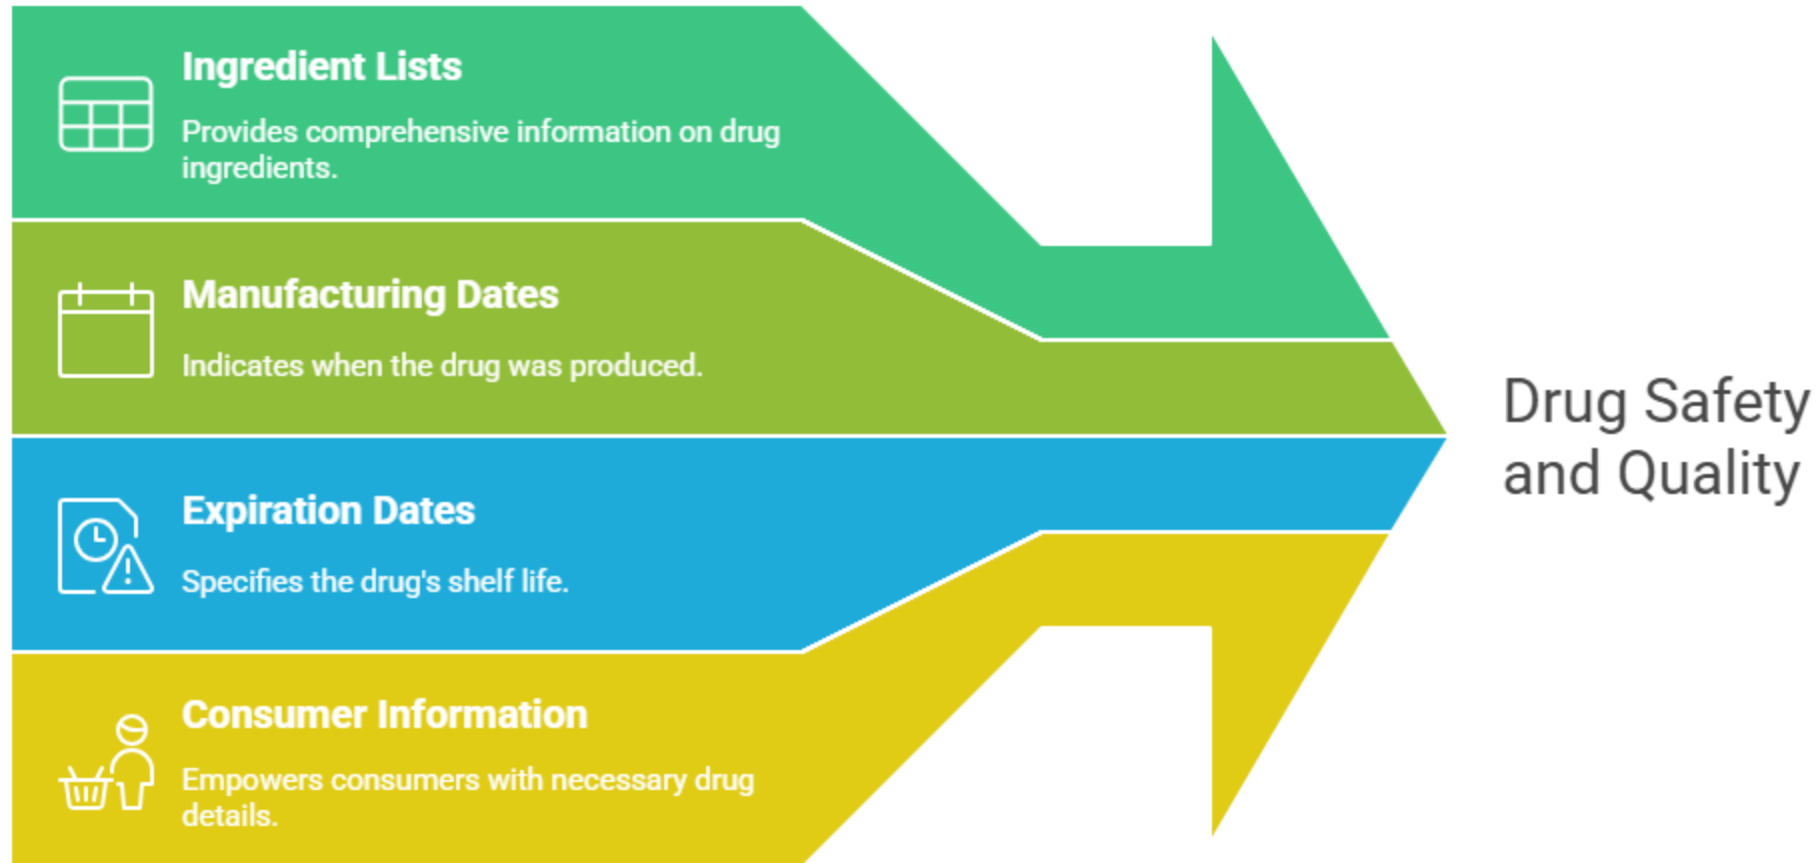 Ingredient Lists
Provides comprehensive information on drug
ingredients.
Manufacturing Dates
Indicates when the drug was produced.
Expiration Dates
Specifies the drug's shelf life.
Consumer Information
Empowers consumers with necessary drug
details.
Drug Safety
and Quality